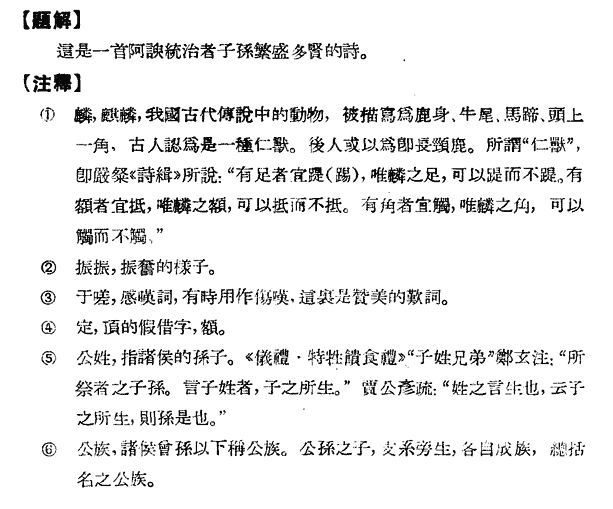 【題解】
這是一首阿諛統治者子孫繁盛多賢的詩。
【注釋】
① 麟，麒麟，我國古代傳說中的動物，被描寫爲鹿身、牛尾、馬蹄、頭上
一角，古人認爲是一種仁獸。後人或以爲卽長頸鹿。所謂“仁獸”，
卽嚴粲《詩緝》所說：“有足者宜踶(踢)，唯麟之足，可以踶而不踶。有
額者宜抵，唯麟之額，可以抵而不抵。有角者宜觸，唯麟之角，可以
觸而不觸。”
② 振振，振奮的樣子。
③ 于嗟，感嘆詞，有時用作傷嘆，這裏是贊美的歎詞。
④ 定，頂的假借字，額。
⑤ 公姓，指諸侯的孫子。《儀禮·特牲饋食禮》“子姓兄弟”鄭玄注：“所
祭者之子孫。言子姓者，子之所生。”賈公彥疏：“姓之言生也，云子
之所生，則孫是也。”
⑥ 公族，諸侯曾孫以下稱公族。公孫之子，支系旁生，各自成族，總括
名之公族。